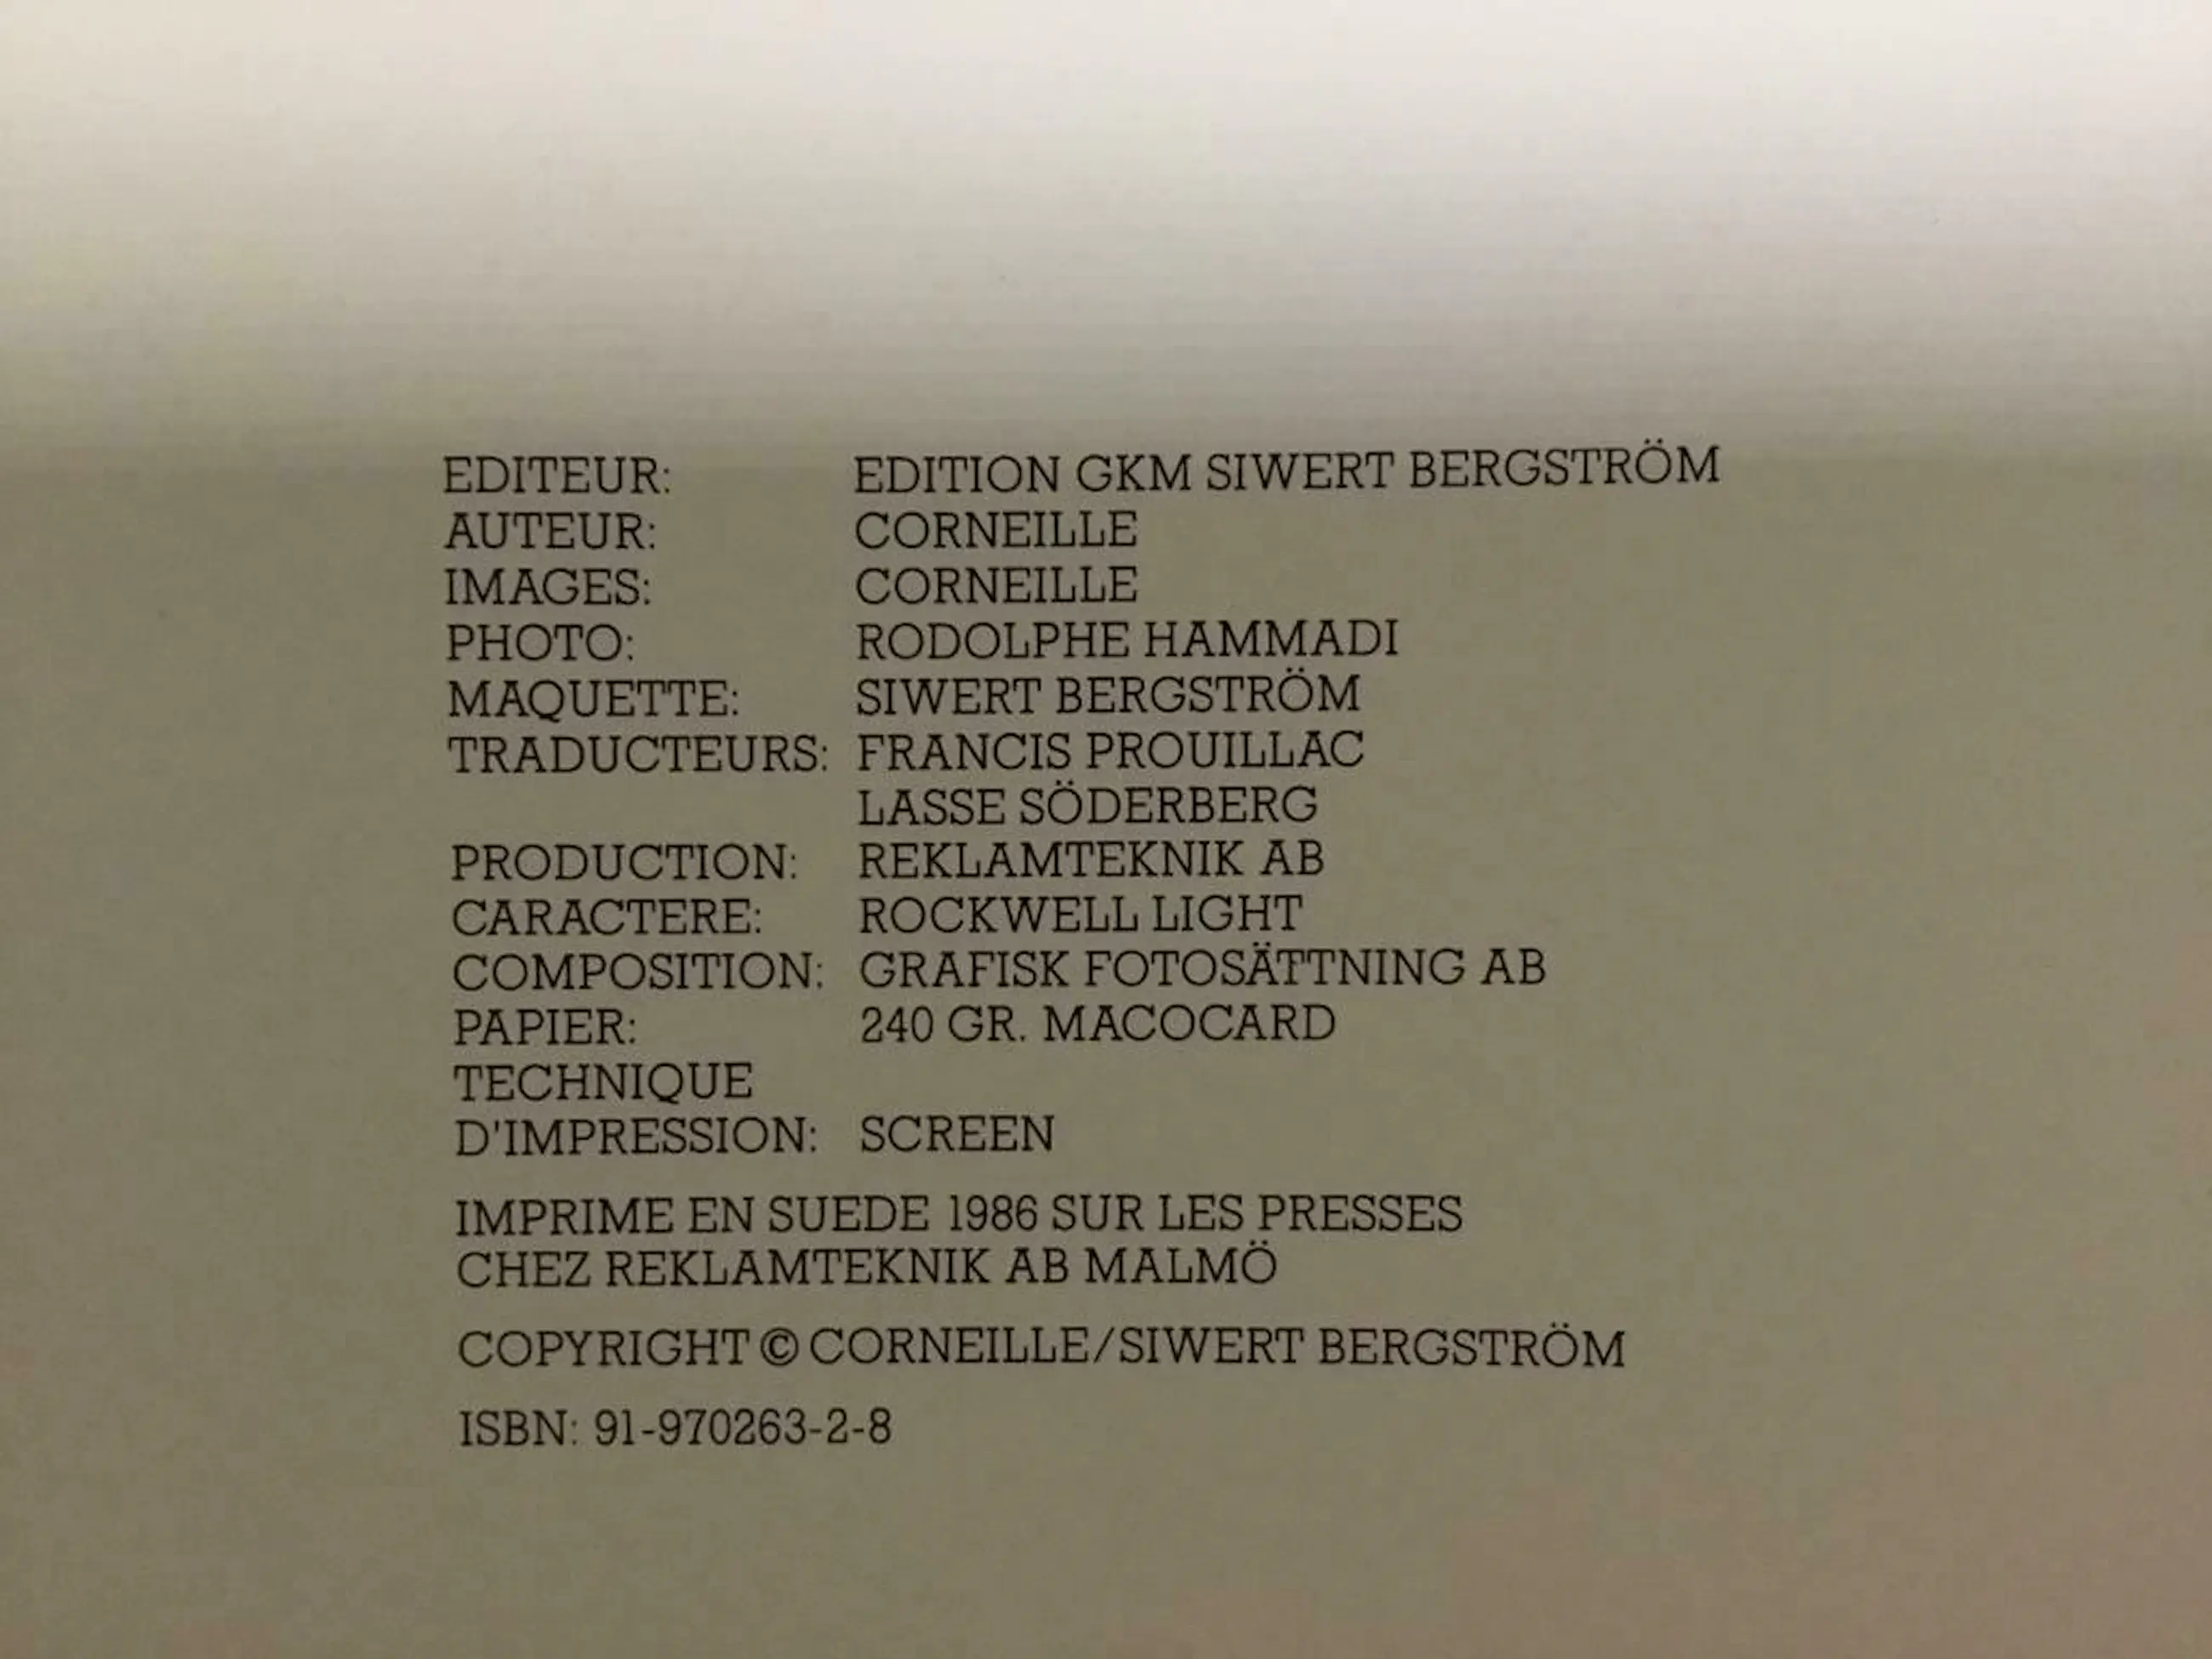 EDITEUR: EDITION GKM SIWERT BERGSTRÖM
AUTEUR: CORNEILLE
IMAGES: CORNEILLE
PHOTO: RODOLPHE HAMMADI
MAQUETTE: SIWERT BERGSTRÖM
TRADUCTEURS: FRANCIS PROUILLAC
LASSE SÖDERBERG
PRODUCTION: REKLAMTEKNIK AB
CARACTERE: ROCKWELL LIGHT
COMPOSITION: GRAFISK FOTOSÄTTNING AB
PAPIER: 240 GR. MACOCARD
TECHNIQUE
D'IMPRESSION: SCREEN
IMPRIME EN SUEDE 1986 SUR LES PRESSES
CHEZ REKLAMTEKNIK AB MALMÖ
COPYRIGHT © CORNEILLE/SIWERT BERGSTRÖM
ISBN: 91-970263-2-8